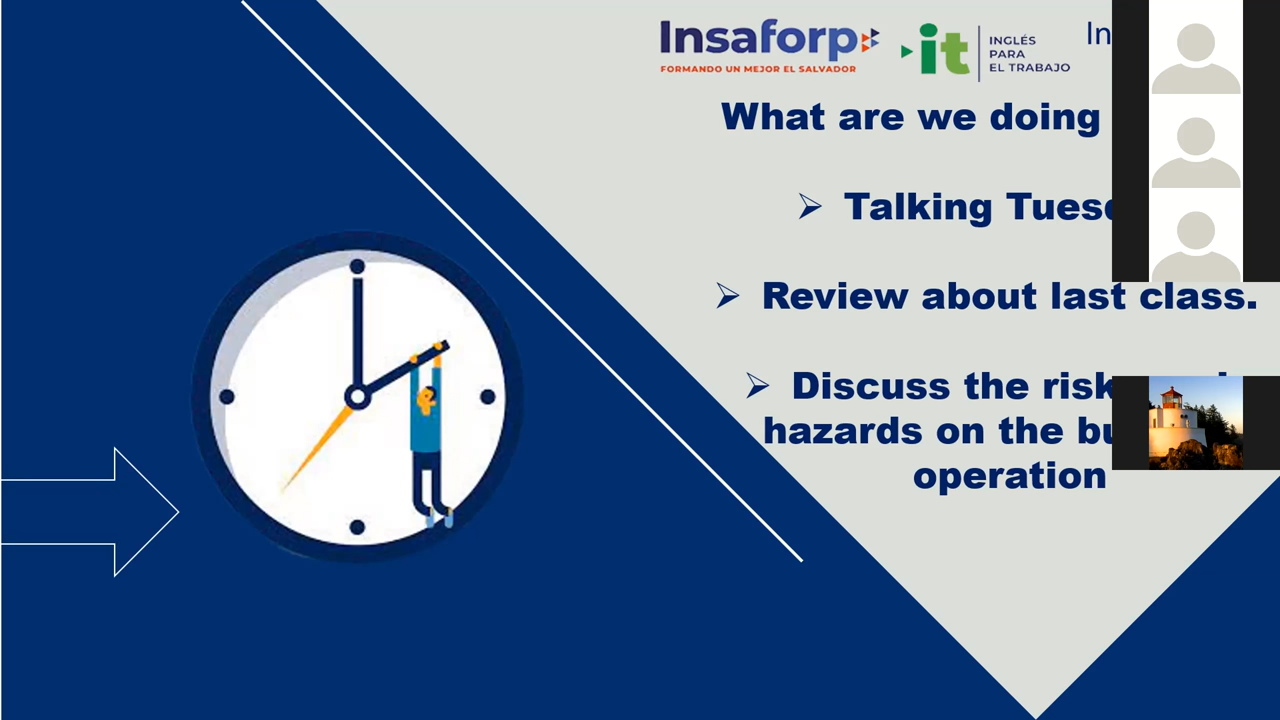 Insaforp
FORMANDO UN MEJOR EL SALVADOR
it
INGLÉS
PARA
EL TRABAJO
What are we doing
➢ Talking
➢ Review about last class.
➢ Discuss the
hazards on the
operation